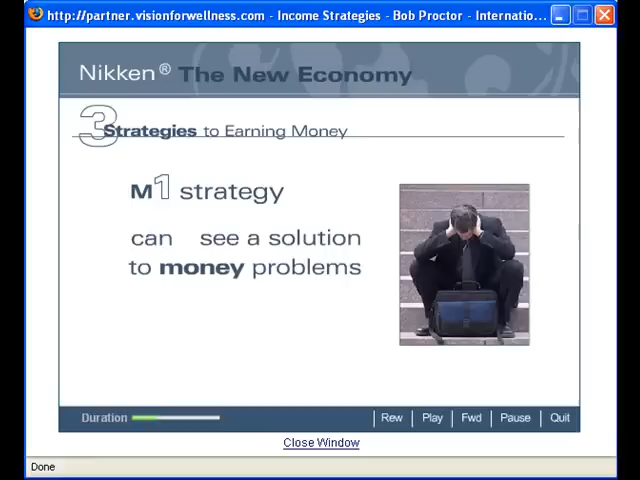 http://partner.visionforwellness.com - Income Strategies - Bob Proctor - Internatio...
Nikken® The New Economy
3 Strategies to Earning Money
M1 strategy
can see a solution
to money problems
Duration
Rew Play Fwd Pause Quit
Close Window
Done